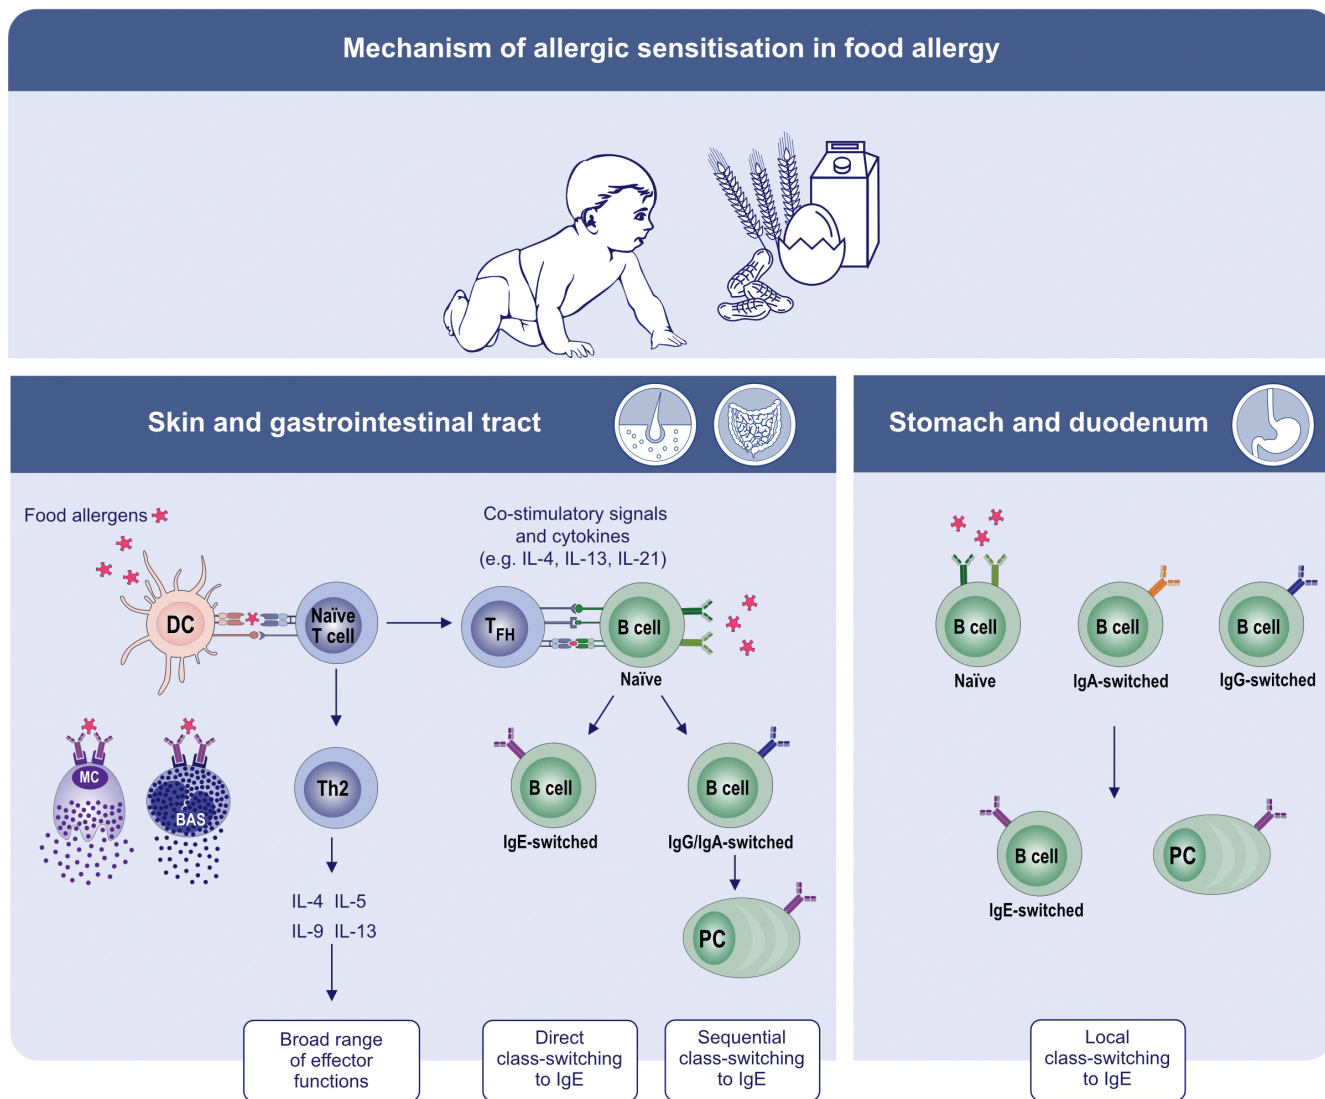 Mechanism of allergic sensitisation in food allergy
Skin and gastrointestinal tract
Food allergens
Co-stimulatory signals
and cytokines
(e.g. IL-4, IL-13, IL-21)
DC
Naïve
T cell
TFH
B cell
Naïve
MC
BAS
Th2
B cell
IgE-switched
B cell
IgG/IgA-switched
IL-4 IL-5
IL-9 IL-13
PC
Broad range
of effector
functions
Direct
class-switching
to IgE
Sequential
class-switching
to IgE
Stomach and duodenum
B cell
Naïve
B cell
IgA-switched
B cell
IgG-switched
B cell
IgE-switched
PC
Local
class-switching
to IgE